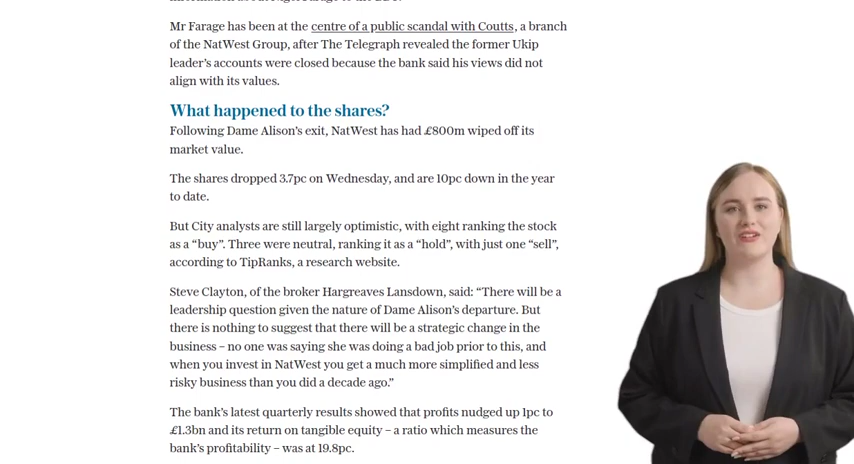 Mr Farage has been at the centre of a public scandal with Coutts, a branch
of the NatWest Group, after The Telegraph revealed the former Ukip
leader’s accounts were closed because the bank said his views did not
align with its values.
What happened to the shares?
Following Dame Alison’s exit, NatWest has had £800m wiped off its
market value.
The shares dropped 3.7pc on Wednesday, and are 10pc down in the year
to date.
But City analysts are still largely optimistic, with eight ranking the stock
as a “buy”. Three were neutral, ranking it as a “hold”, with just one “sell”,
according to TipRanks, a research website.
Steve Clayton, of the broker Hargreaves Lansdown, said: “There will be a
leadership question given the nature of Dame Alison’s departure. But
there is nothing to suggest that there will be a strategic change in the
business – no one was saying she was doing a bad job prior to this, and
when you invest in NatWest you get a much more simplified and less
risky business than you did a decade ago.”
The bank’s latest quarterly results showed that profits nudged up 1pc to
£1.3bn and its return on tangible equity – a ratio which measures the
bank’s profitability – was at 19.8pc.